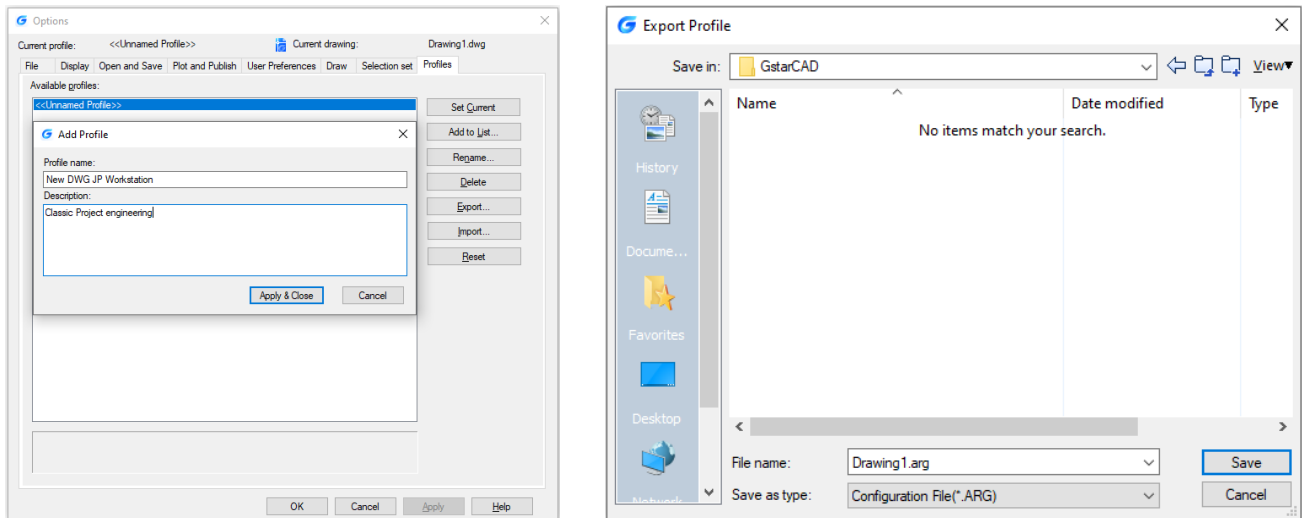 Options
Current profile: <<Unnamed Profile>> Current drawing: Drawing1.dwg
File Display Open and Save Plot and Publish User Preferences Draw Selection set Profiles
Available profiles:
<<Unnamed Profile>>
Set Current
Add to List...
Rename...
Delete
Export...
Import...
Reset
Add Profile
Profile name:
New DWG JP Workstation
Description:
Classic Project engineering
Apply & Close Cancel
OK Cancel Apply Help
Export Profile
Save in: GstarCAD View
Name Date modified Type
No items match your search.
History
Docume...
Favorites
Desktop
Network
File name: Drawing1.arg Save
Save as type: Configuration File(*.ARG) Cancel